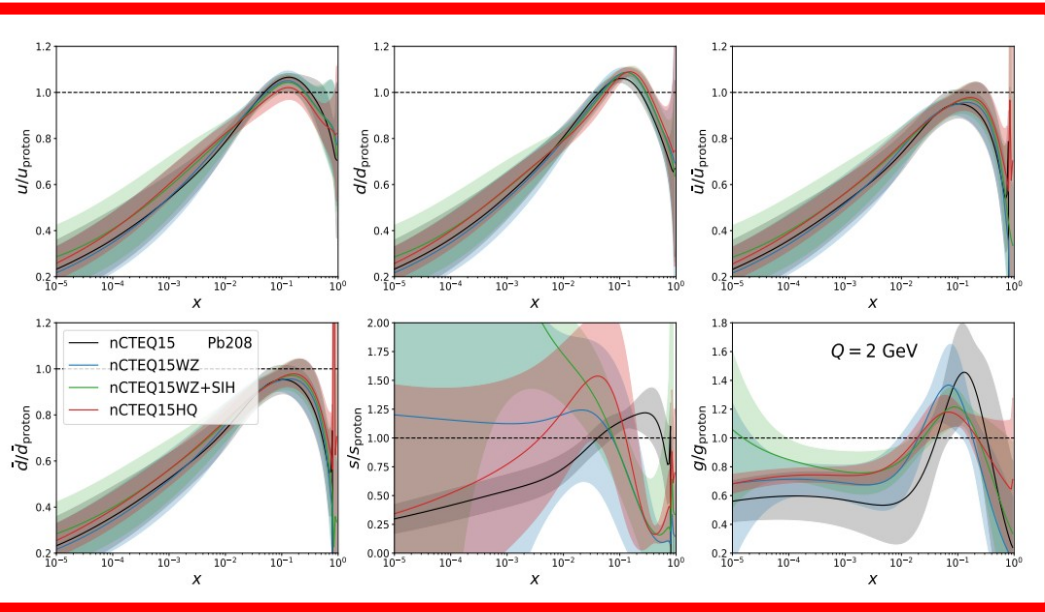 1.2
1.0
0.8
0.6
0.4
0.2
u/u_proton
10⁻⁵ 10⁻⁴ 10⁻³ 10⁻² 10⁻¹ 10⁰
x
1.2
1.0
0.8
0.6
0.4
0.2
d/d_proton
10⁻⁵ 10⁻⁴ 10⁻³ 10⁻² 10⁻¹ 10⁰
x
1.2
1.0
0.8
0.6
0.4
0.2
ū/ū_proton
10⁻⁵ 10⁻⁴ 10⁻³ 10⁻² 10⁻¹ 10⁰
x
1.2
1.0
0.8
0.6
0.4
0.2
d̄/d̄_proton
nCTEQ15 Pb208
nCTEQ15WZ
nCTEQ15WZ+SIH
nCTEQ15HQ
10⁻⁵ 10⁻⁴ 10⁻³ 10⁻² 10⁻¹ 10⁰
x
2.00
1.75
1.50
1.25
1.00
0.75
0.50
0.25
0.00
s/s_proton
10⁻⁵ 10⁻⁴ 10⁻³ 10⁻² 10⁻¹ 10⁰
x
1.8
1.6
1.4
1.2
1.0
0.8
0.6
0.4
0.2
g/g_proton
Q = 2 GeV
10⁻⁵ 10⁻⁴ 10⁻³ 10⁻² 10⁻¹ 10⁰
x